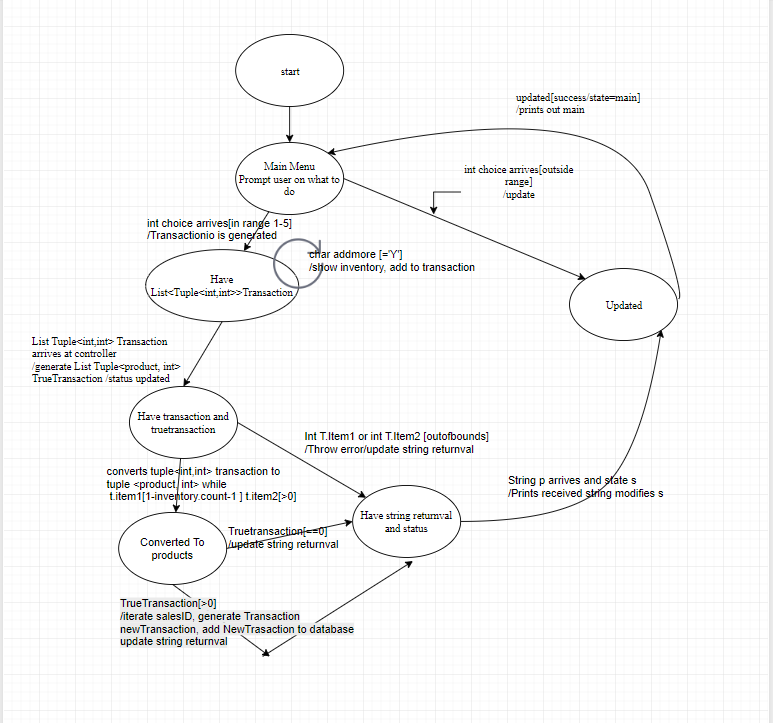 start
updated[success/state=main]
/prints out main
Main Menu
Prompt user on what to
do
int choice arrives[outside
range]
/update
int choice arrives[in range 1-5]
/Transactionio is generated
char addmore [='Y']
/show inventory, add to transaction
Have
List<Tuple<int,int>>Transaction
Updated
List Tuple<int,int> Transaction
arrives at controller
/generate List Tuple<product, int>
TrueTransaction /status updated
Have transaction and
truetransaction
Int T.Item1 or int T.Item2 [outofbounds]
/Throw error/update string returnval
converts tuple<int,int> transaction to
tuple <product, int> while
t.item1[1-inventory.count-1 ] t.item2[>0]
String p arrives and state s
/Prints received string modifies s
Have string returnval
and status
Converted To
products
Truetransaction[==0]
/update string returnval
TrueTransaction[>0]
/iterate salesID, generate Transaction
newTransaction, add NewTrasaction to database
update string returnval